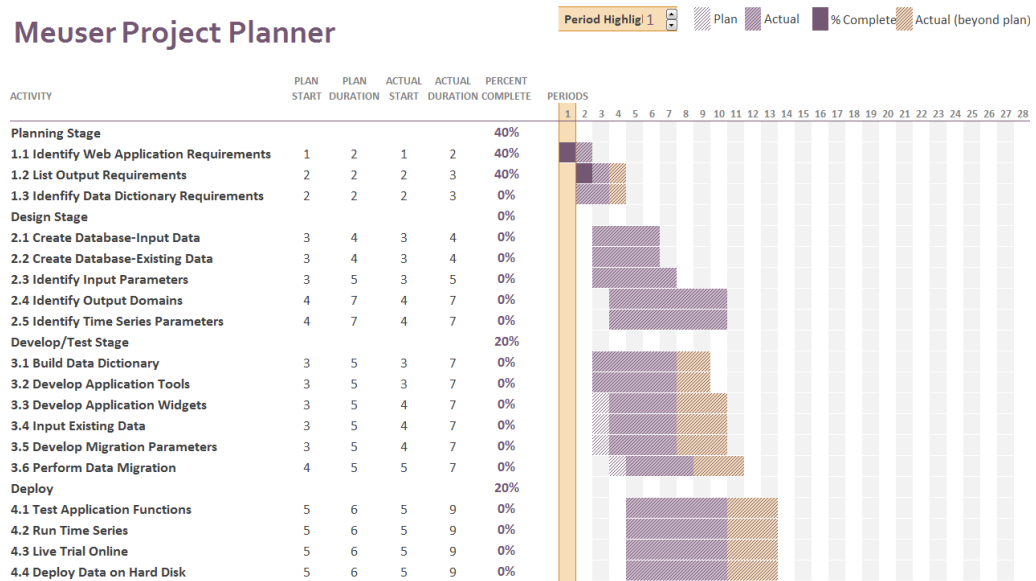 Meuser Project Planner
Period Highlig 1
Plan Actual % Complete Actual (beyond plan)
PLAN PLAN ACTUAL ACTUAL PERCENT
ACTIVITY START DURATION START DURATION COMPLETE PERIODS
1 2 3 4 5 6 7 8 9 10 11 12 13 14 15 16 17 18 19 20 21 22 23 24 25 26 27 28
Planning Stage 40%
1.1 Identify Web Application Requirements 1 2 1 2 40%
1.2 List Output Requirements 2 2 2 3 40%
1.3 Idenfify Data Dictionary Requirements 2 2 2 3 0%
Design Stage 0%
2.1 Create Database-Input Data 3 4 3 4 0%
2.2 Create Database-Existing Data 3 4 3 4 0%
2.3 Identify Input Parameters 3 5 3 5 0%
2.4 Identify Output Domains 4 7 4 7 0%
2.5 Identify Time Series Parameters 4 7 4 7 0%
Develop/Test Stage 20%
3.1 Build Data Dictionary 3 5 3 7 0%
3.2 Develop Application Tools 3 5 3 7 0%
3.3 Develop Application Widgets 3 5 4 7 0%
3.4 Input Existing Data 3 5 4 7 0%
3.5 Develop Migration Parameters 3 5 4 7 0%
3.6 Perform Data Migration 4 5 5 7 0%
Deploy 20%
4.1 Test Application Functions 5 6 5 9 0%
4.2 Run Time Series 5 6 5 9 0%
4.3 Live Trial Online 5 6 5 9 0%
4.4 Deploy Data on Hard Disk 5 6 5 9 0%